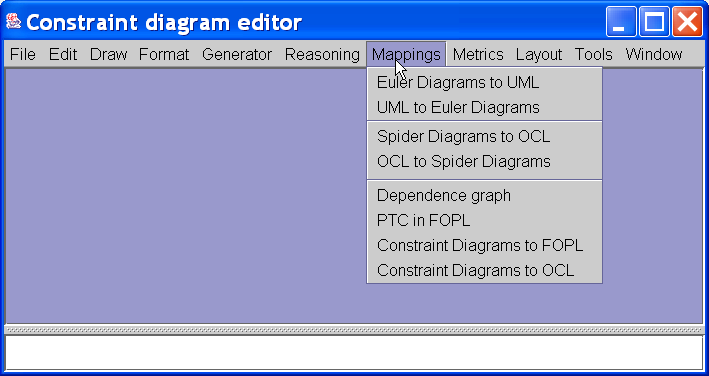 Constraint diagram editor
File Edit Draw Format Generator Reasoning Mappings Metrics Layout Tools Window
Euler Diagrams to UML
UML to Euler Diagrams
Spider Diagrams to OCL
OCL to Spider Diagrams
Dependence graph
PTC in FOPL
Constraint Diagrams to FOPL
Constraint Diagrams to OCL